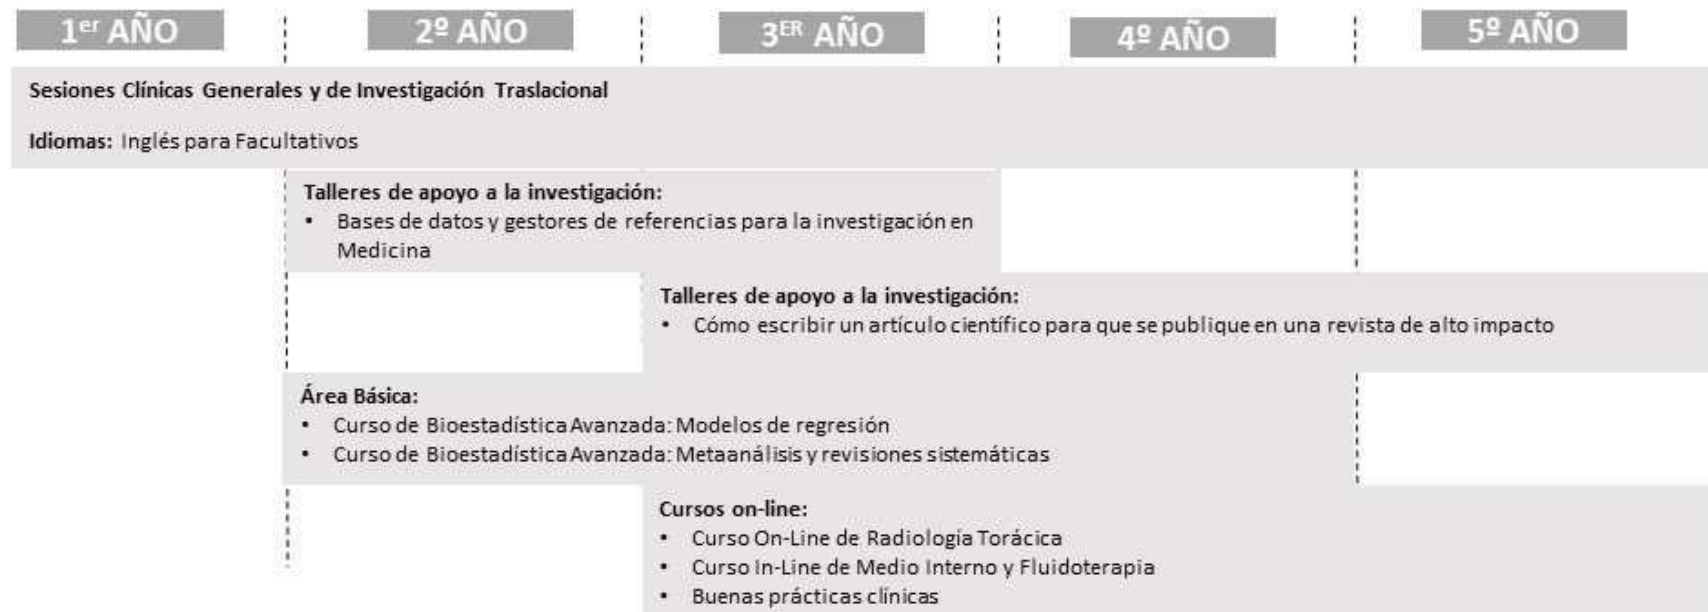 1er AÑO
2º AÑO
3ER AÑO
4º AÑO
5º AÑO
Sesiones Clínicas Generales y de Investigación Traslacional
Idiomas: Inglés para Facultativos
Talleres de apoyo a la investigación:
• Bases de datos y gestores de referencias para la investigación en
Medicina
Talleres de apoyo a la investigación:
• Cómo escribir un artículo científico para que se publique en una revista de alto impacto
Área Básica:
• Curso de Bioestadística Avanzada: Modelos de regresión
• Curso de Bioestadística Avanzada: Metaanálisis y revisiones sistemáticas
Cursos on-line:
• Curso On-Line de Radiología Torácica
• Curso In-Line de Medio Interno y Fluidoterapia
• Buenas prácticas clínicas